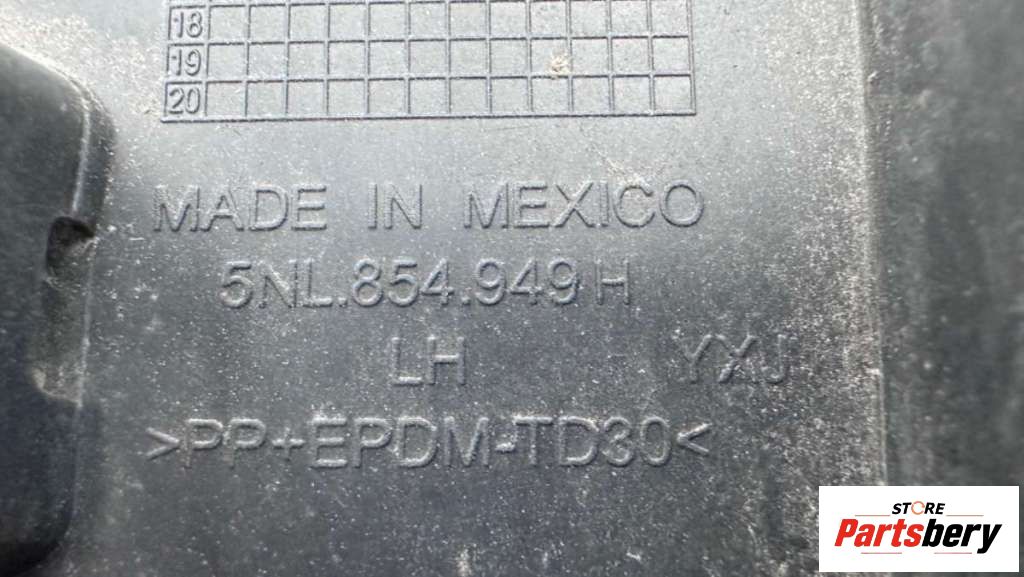 18
19
20
MADE IN MEXICO
5NL.854.949 H
LH YXJ
>PP+EPDM-TD30<
STORE
Partsbery